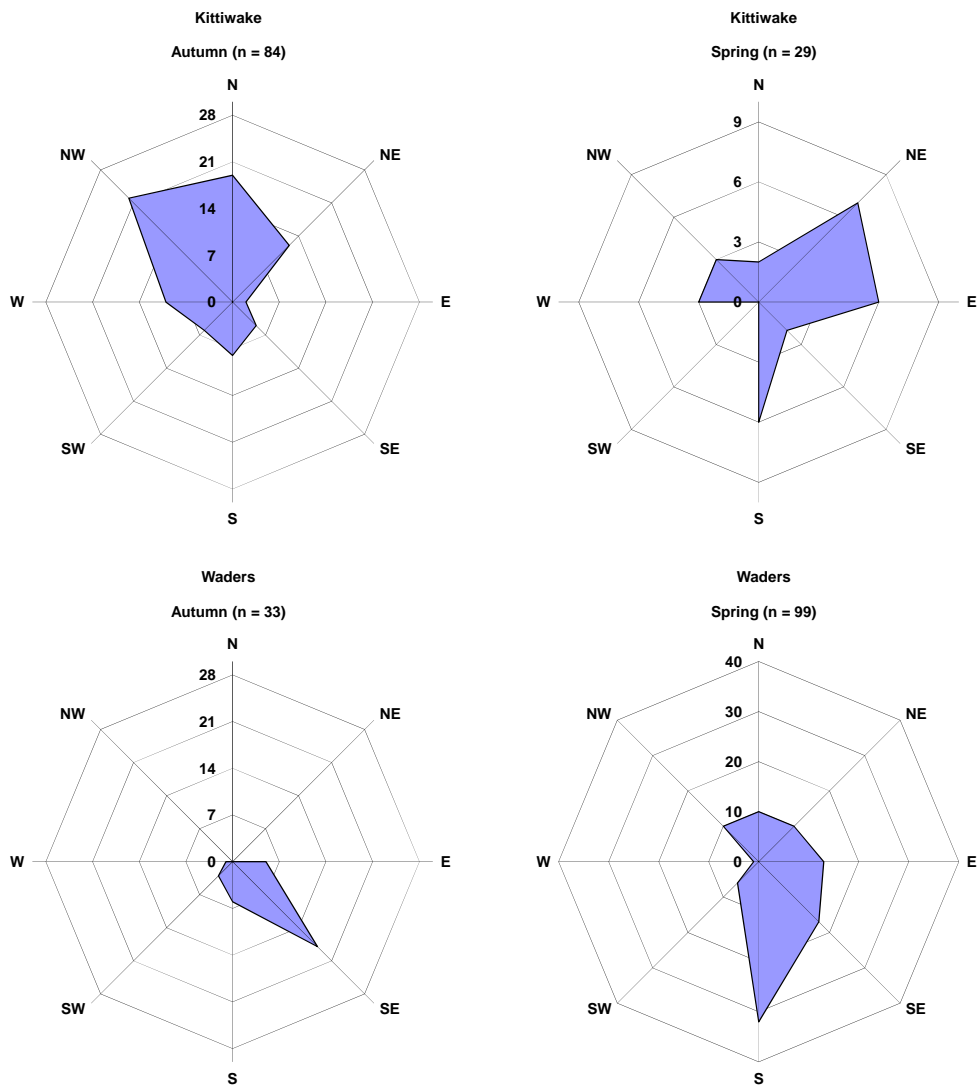 Kittiwake
Autumn (n = 84)
N
28
NW
NE
21
14
7
W
0
E
SW
SE
S
Kittiwake
Spring (n = 29)
N
9
NW
NE
6
3
W
0
E
SW
SE
S
Waders
Autumn (n = 33)
N
28
NW
NE
21
14
7
W
0
E
SW
SE
S
Waders
Spring (n = 99)
N
40
NW
NE
30
20
10
W
0
E
SW
SE
S